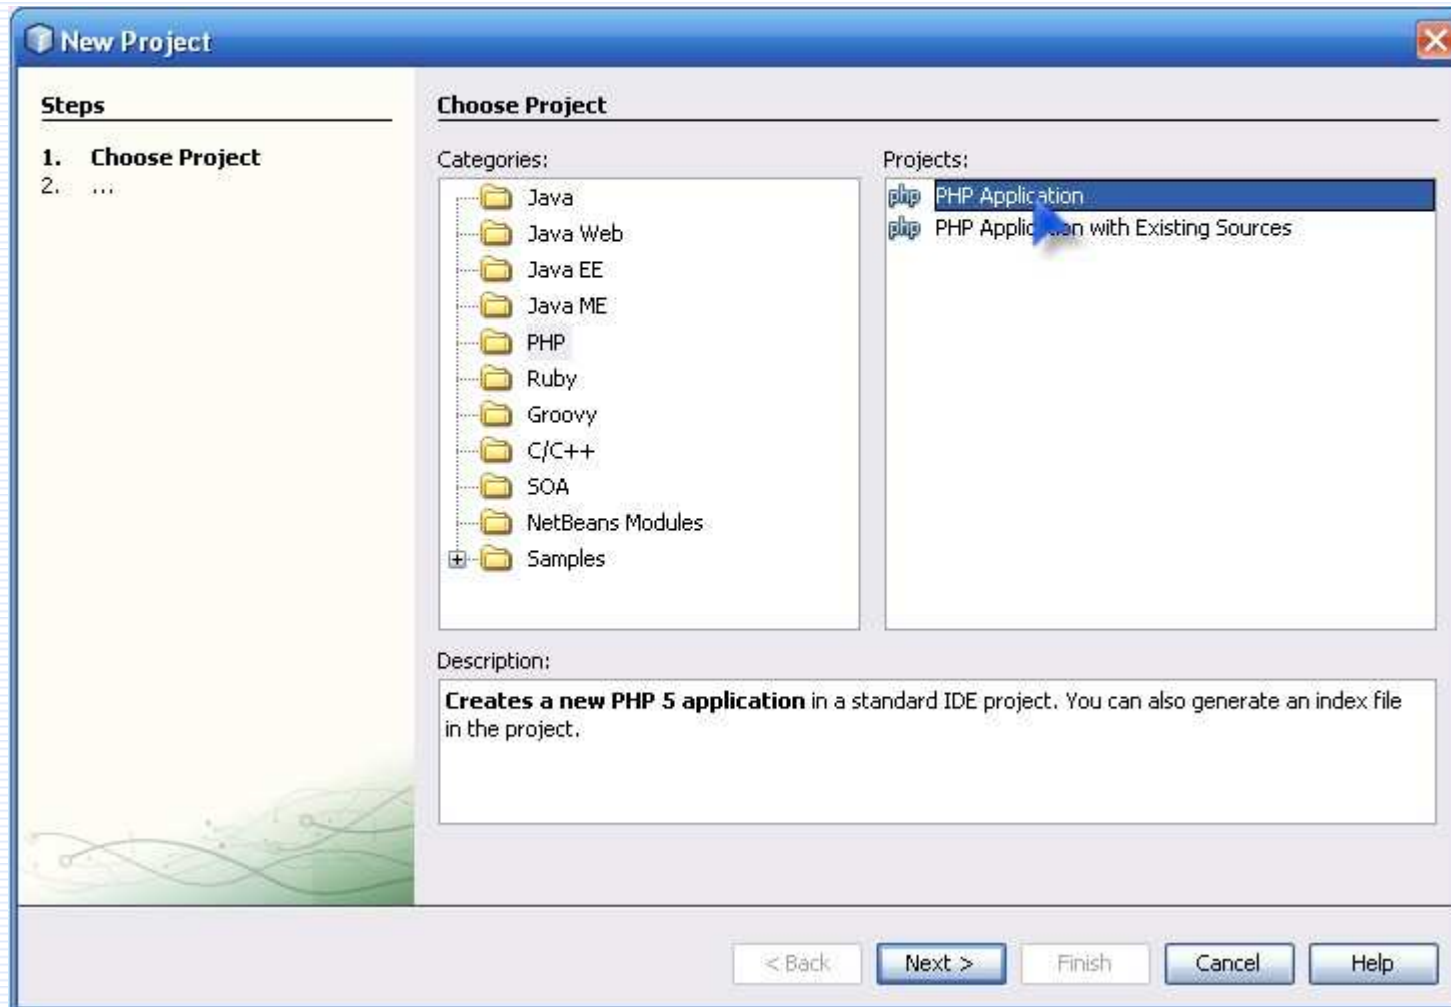 New Project
Steps
1. Choose Project
2. ...
Choose Project
Categories:
Java
Java Web
Java EE
Java ME
PHP
Ruby
Groovy
C/C++
SOA
NetBeans Modules
Samples
Projects:
php PHP Application
php PHP Application with Existing Sources
Description:
Creates a new PHP 5 application in a standard IDE project. You can also generate an index file
in the project.
< Back Next > Finish Cancel Help